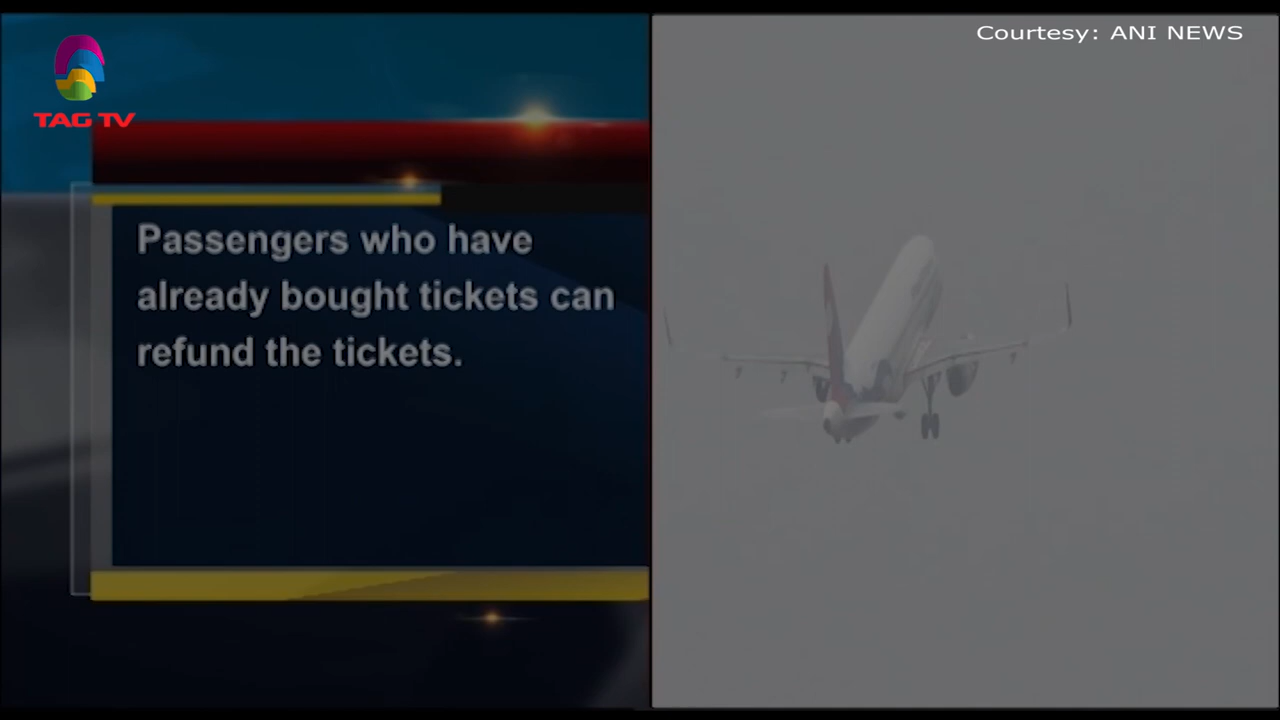 Courtesy: ANI NEWS
TAG TV
Passengers who have
already bought tickets can
refund the tickets.